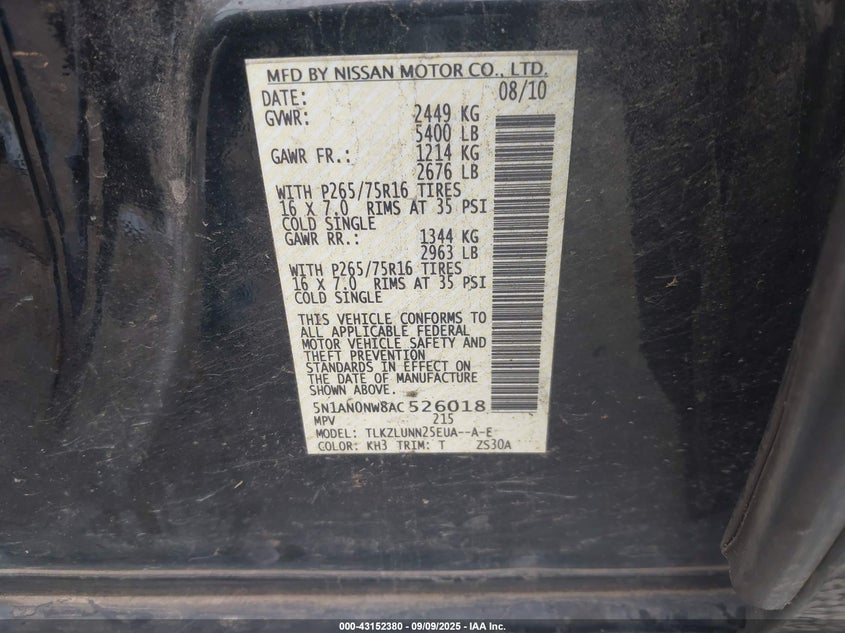 MFD BY NISSAN MOTOR CO., LTD.
DATE: 08/10
GVWR: 2449 KG
5400 LB
GAWR FR.: 1214 KG
2676 LB
WITH P265/75R16 TIRES
16 X 7.0 RIMS AT 35 PSI
COLD SINGLE
GAWR RR.: 1344 KG
2963 LB
WITH P265/75R16 TIRES
16 X 7.0 RIMS AT 35 PSI
COLD SINGLE
THIS VEHICLE CONFORMS TO
ALL APPLICABLE FEDERAL
MOTOR VEHICLE SAFETY AND
THEFT PREVENTION
STANDARDS IN EFFECT ON
THE DATE OF MANUFACTURE
SHOWN ABOVE.
5N1AN0NW8AC 526018
MPV 215
MODEL: TLKZLUNN25EUA--A-E
COLOR: KH3 TRIM: T ZS30A
000-43152380 - 09/09/2025 - IAA Inc.